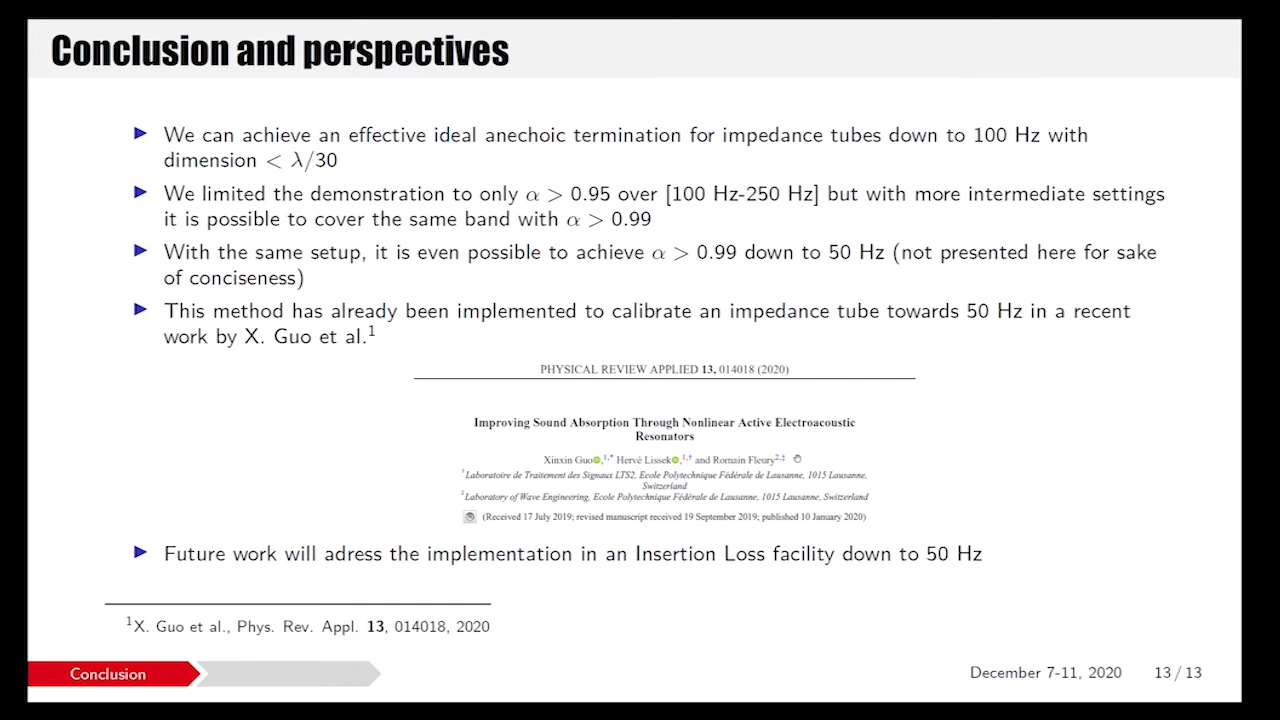 Conclusion and perspectives
We can achieve an effective ideal anechoic termination for impedance tubes down to 100 Hz with
dimension < λ/30
We limited the demonstration to only α > 0.95 over [100 Hz-250 Hz] but with more intermediate settings
it is possible to cover the same band with α > 0.99
With the same setup, it is even possible to achieve α > 0.99 down to 50 Hz (not presented here for sake
of conciseness)
This method has already been implemented to calibrate an impedance tube towards 50 Hz in a recent
work by X. Guo et al.¹
PHYSICAL REVIEW APPLIED 13, 014018 (2020)
Improving Sound Absorption Through Nonlinear Active Electroacoustic
Resonators
Xinxin Guo,¹,* Hervé Lissek,¹,† and Romain Fleury²,‡
¹Laboratoire de Traitement des Signaux LTS2, Ecole Polytechnique Fédérale de Lausanne, 1015 Lausanne,
Switzerland
²Laboratory of Wave Engineering, Ecole Polytechnique Fédérale de Lausanne, 1015 Lausanne, Switzerland
(Received 17 July 2019; revised manuscript received 19 September 2019; published 10 January 2020)
Future work will adress the implementation in an Insertion Loss facility down to 50 Hz
¹X. Guo et al., Phys. Rev. Appl. 13, 014018, 2020
Conclusion
December 7-11, 2020 13 / 13